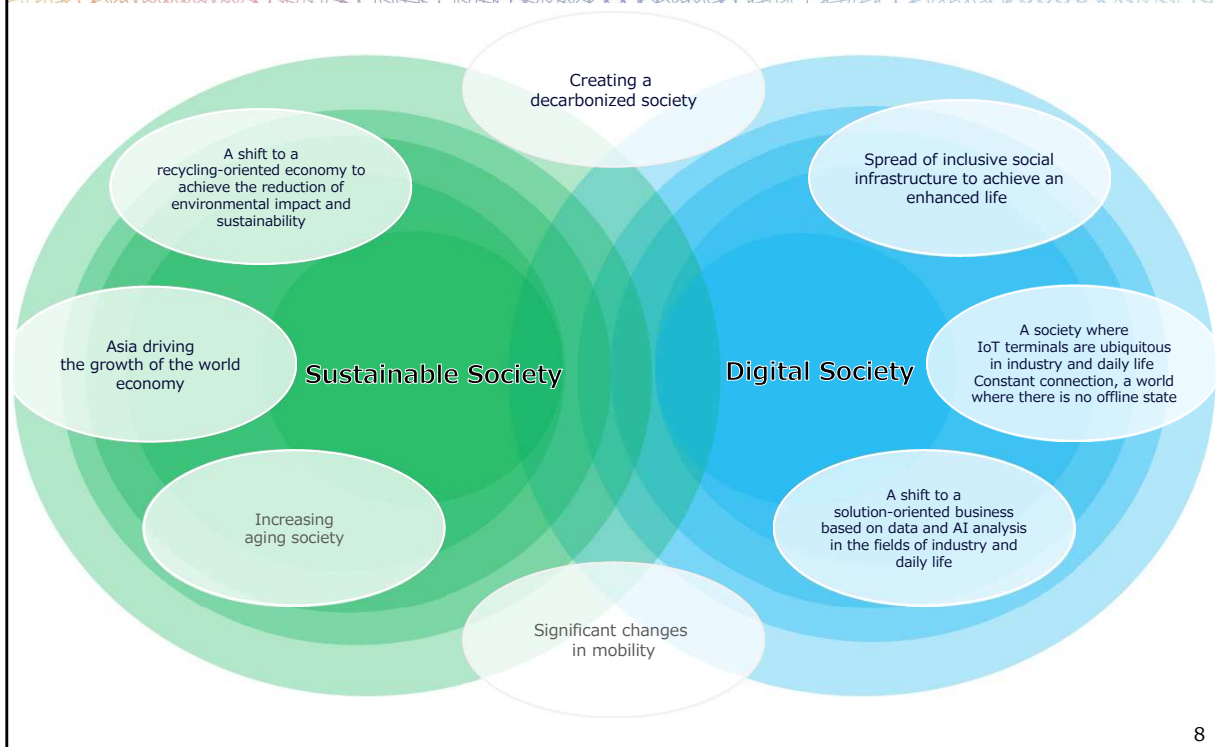 Creating a
decarbonized society
A shift to a
recycling-oriented economy to
achieve the reduction of
environmental impact and
sustainability
Spread of inclusive social
infrastructure to achieve an
enhanced life
Asia driving
the growth of the world
economy
Sustainable Society
Digital Society
A society where
IoT terminals are ubiquitous
in industry and daily life
Constant connection, a world
where there is no offline state
Increasing
aging society
A shift to a
solution-oriented business
based on data and AI analysis
in the fields of industry and
daily life
Significant changes
in mobility
8